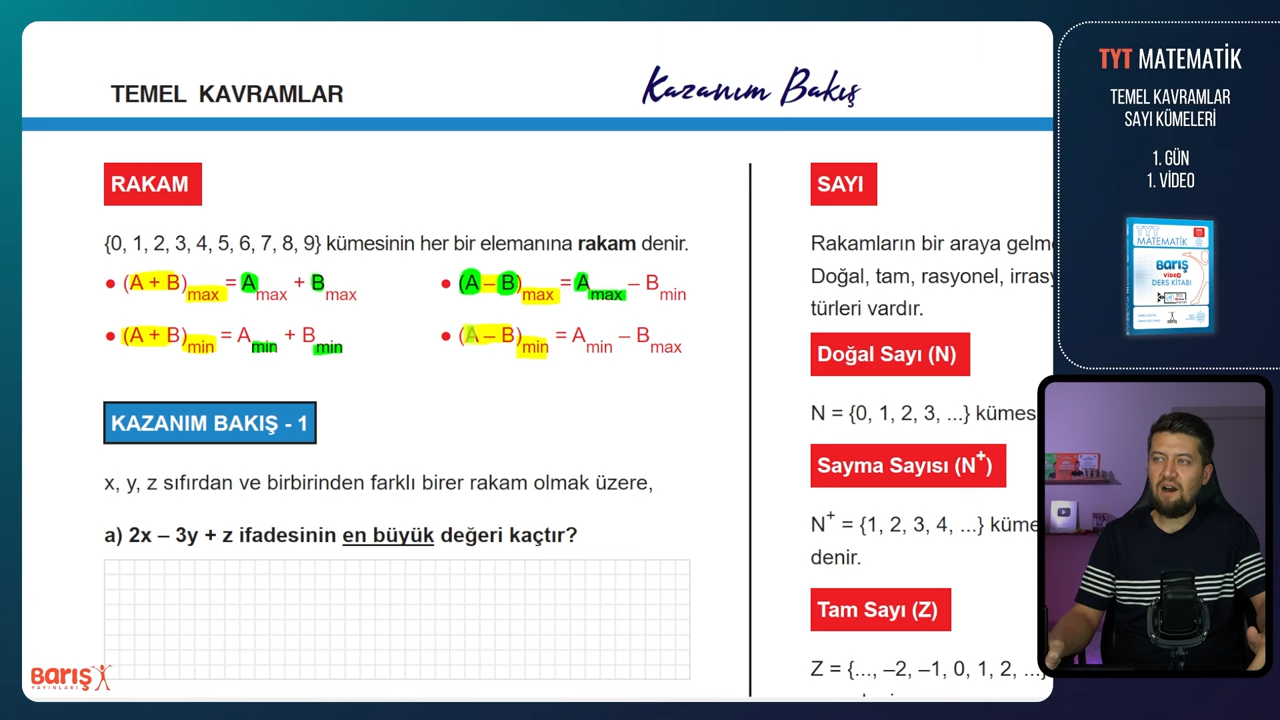 TEMEL KAVRAMLAR
Kazanım Bakış
RAKAM
{0, 1, 2, 3, 4, 5, 6, 7, 8, 9} kümesinin her bir elemanına rakam denir.
• (A + B)max = Amax + Bmax
• (A – B)max = Amax – Bmin
• (A + B)min = Amin + Bmin
• (A – B)min = Amin – Bmax
KAZANIM BAKIŞ - 1
x, y, z sıfırdan ve birbirinden farklı birer rakam olmak üzere,
a) 2x – 3y + z ifadesinin en büyük değeri kaçtır?
SAYI
Rakamların bir araya gelme
Doğal, tam, rasyonel, irrasy
türleri vardır.
Doğal Sayı (N)
N = {0, 1, 2, 3, ...} kümes
Sayma Sayısı (N⁺)
N⁺ = {1, 2, 3, 4, ...} küme
denir.
Tam Sayı (Z)
Z = {..., –2, –1, 0, 1, 2, ...}
TYT MATEMATİK
TEMEL KAVRAMLAR
SAYI KÜMELERİ
1. GÜN
1. VİDEO
TYT
MATEMATİK
BARIŞ
VİDEO
DERS KİTABI
BARIŞ
YAYINLARI